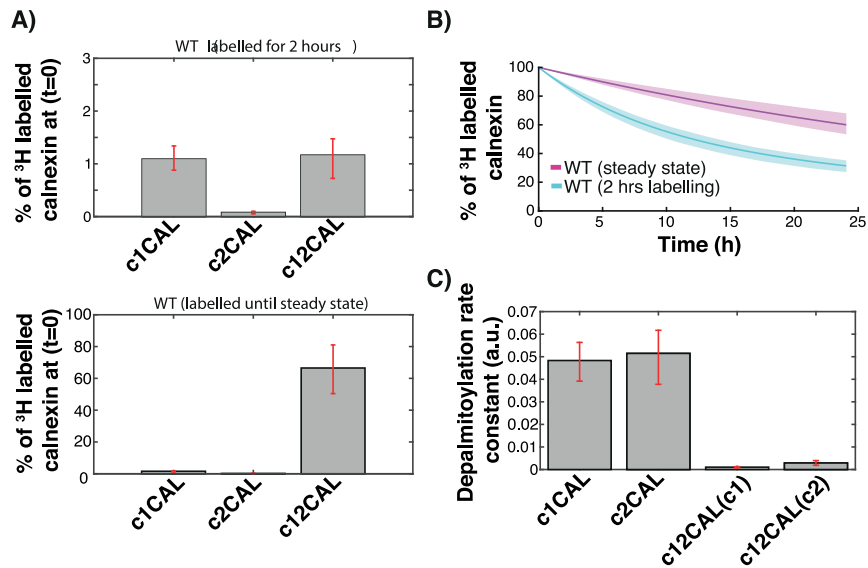 A)
WT (labelled for 2 hours )
% of ³H labelled
calnexin at (t=0)
3
2
1
0
c1CAL
c2CAL
c12CAL
WT (labelled until steady state)
% of ³H labelled
calnexin at (t=0)
100
80
60
40
20
0
c1CAL
c2CAL
c12CAL
B)
% of ³H labelled
calnexin
100
80
60
40
20
0
WT (steady state)
WT (2 hrs labelling)
0
5
10
15
20
25
Time (h)
C)
Depalmitoylation rate
constant (a.u.)
0.07
0.06
0.05
0.04
0.03
0.02
0.01
0
c1CAL
c2CAL
c12CAL(c1)
c12CAL(c2)